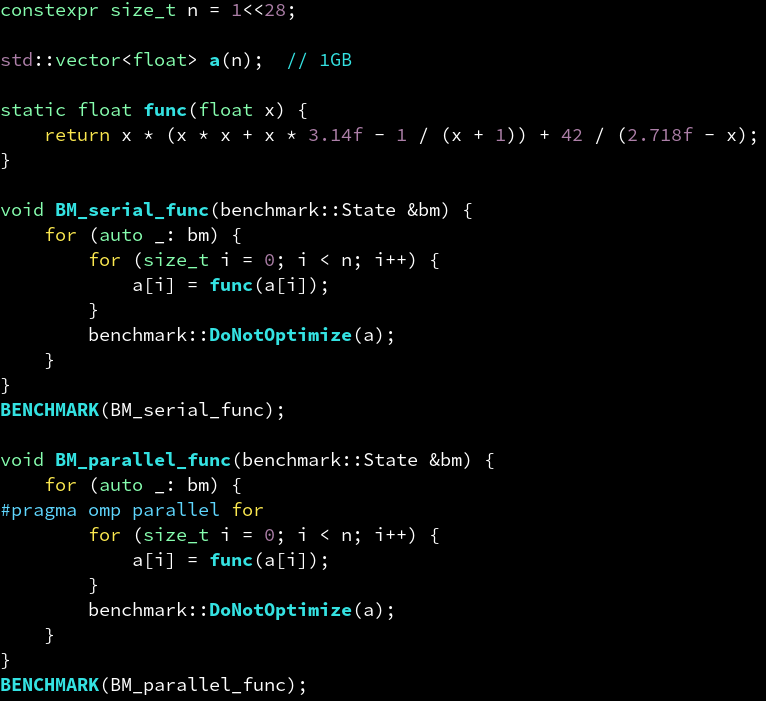 constexpr size_t n = 1<<28;

std::vector<float> a(n);  // 1GB

static float func(float x) {
    return x * (x * x + x * 3.14f - 1 / (x + 1)) + 42 / (2.718f - x);
}

void BM_serial_func(benchmark::State &bm) {
    for (auto _: bm) {
        for (size_t i = 0; i < n; i++) {
            a[i] = func(a[i]);
        }
        benchmark::DoNotOptimize(a);
    }
}
BENCHMARK(BM_serial_func);

void BM_parallel_func(benchmark::State &bm) {
    for (auto _: bm) {
#pragma omp parallel for
        for (size_t i = 0; i < n; i++) {
            a[i] = func(a[i]);
        }
        benchmark::DoNotOptimize(a);
    }
}
BENCHMARK(BM_parallel_func);